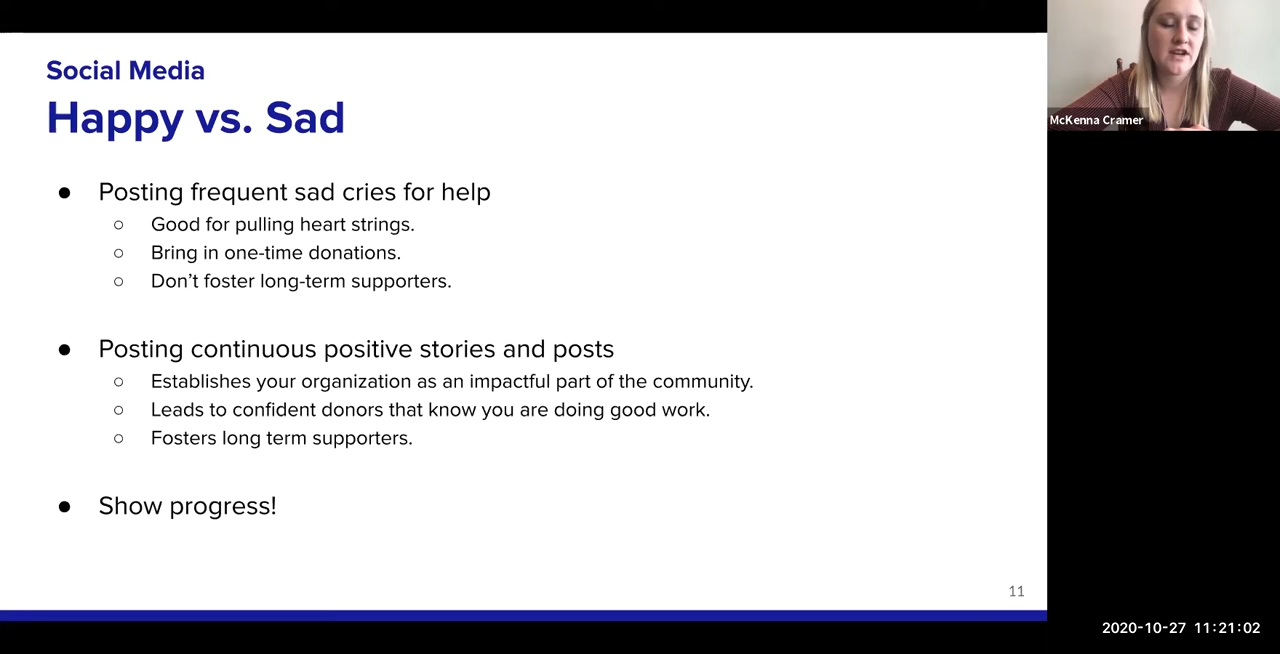 Social Media
Happy vs. Sad
● Posting frequent sad cries for help
○ Good for pulling heart strings.
○ Bring in one-time donations.
○ Don’t foster long-term supporters.
● Posting continuous positive stories and posts
○ Establishes your organization as an impactful part of the community.
○ Leads to confident donors that know you are doing good work.
○ Fosters long term supporters.
● Show progress!
11
McKenna Cramer
2020-10-27 11:21:02